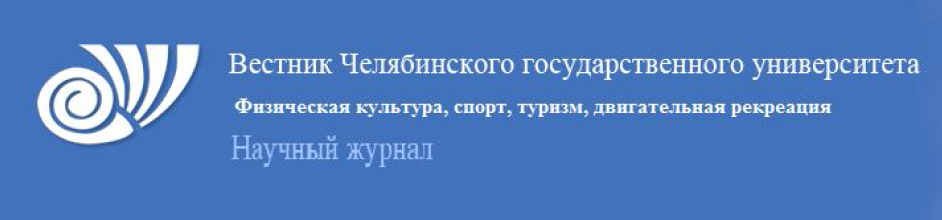 Вестник Челябинского государственного университета
Физическая культура, спорт, туризм, двигательная рекреация
Научный журнал